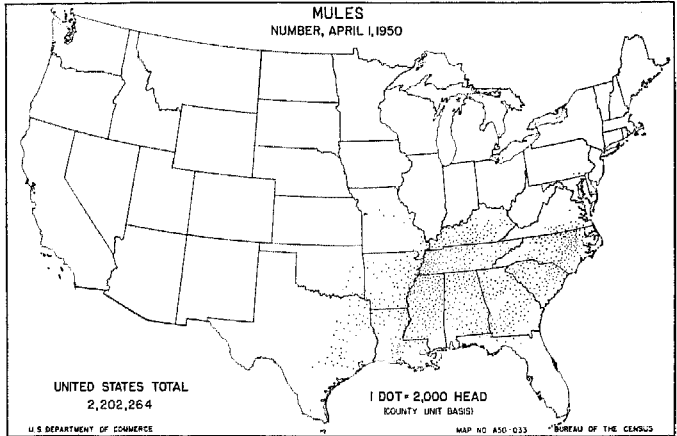 MULES
NUMBER, APRIL 1, 1950
UNITED STATES TOTAL
2,202,264
1 DOT = 2,000 HEAD
(COUNTY UNIT BASIS)
U.S. DEPARTMENT OF COMMERCE
MAP NO. A50-033
BUREAU OF THE CENSUS